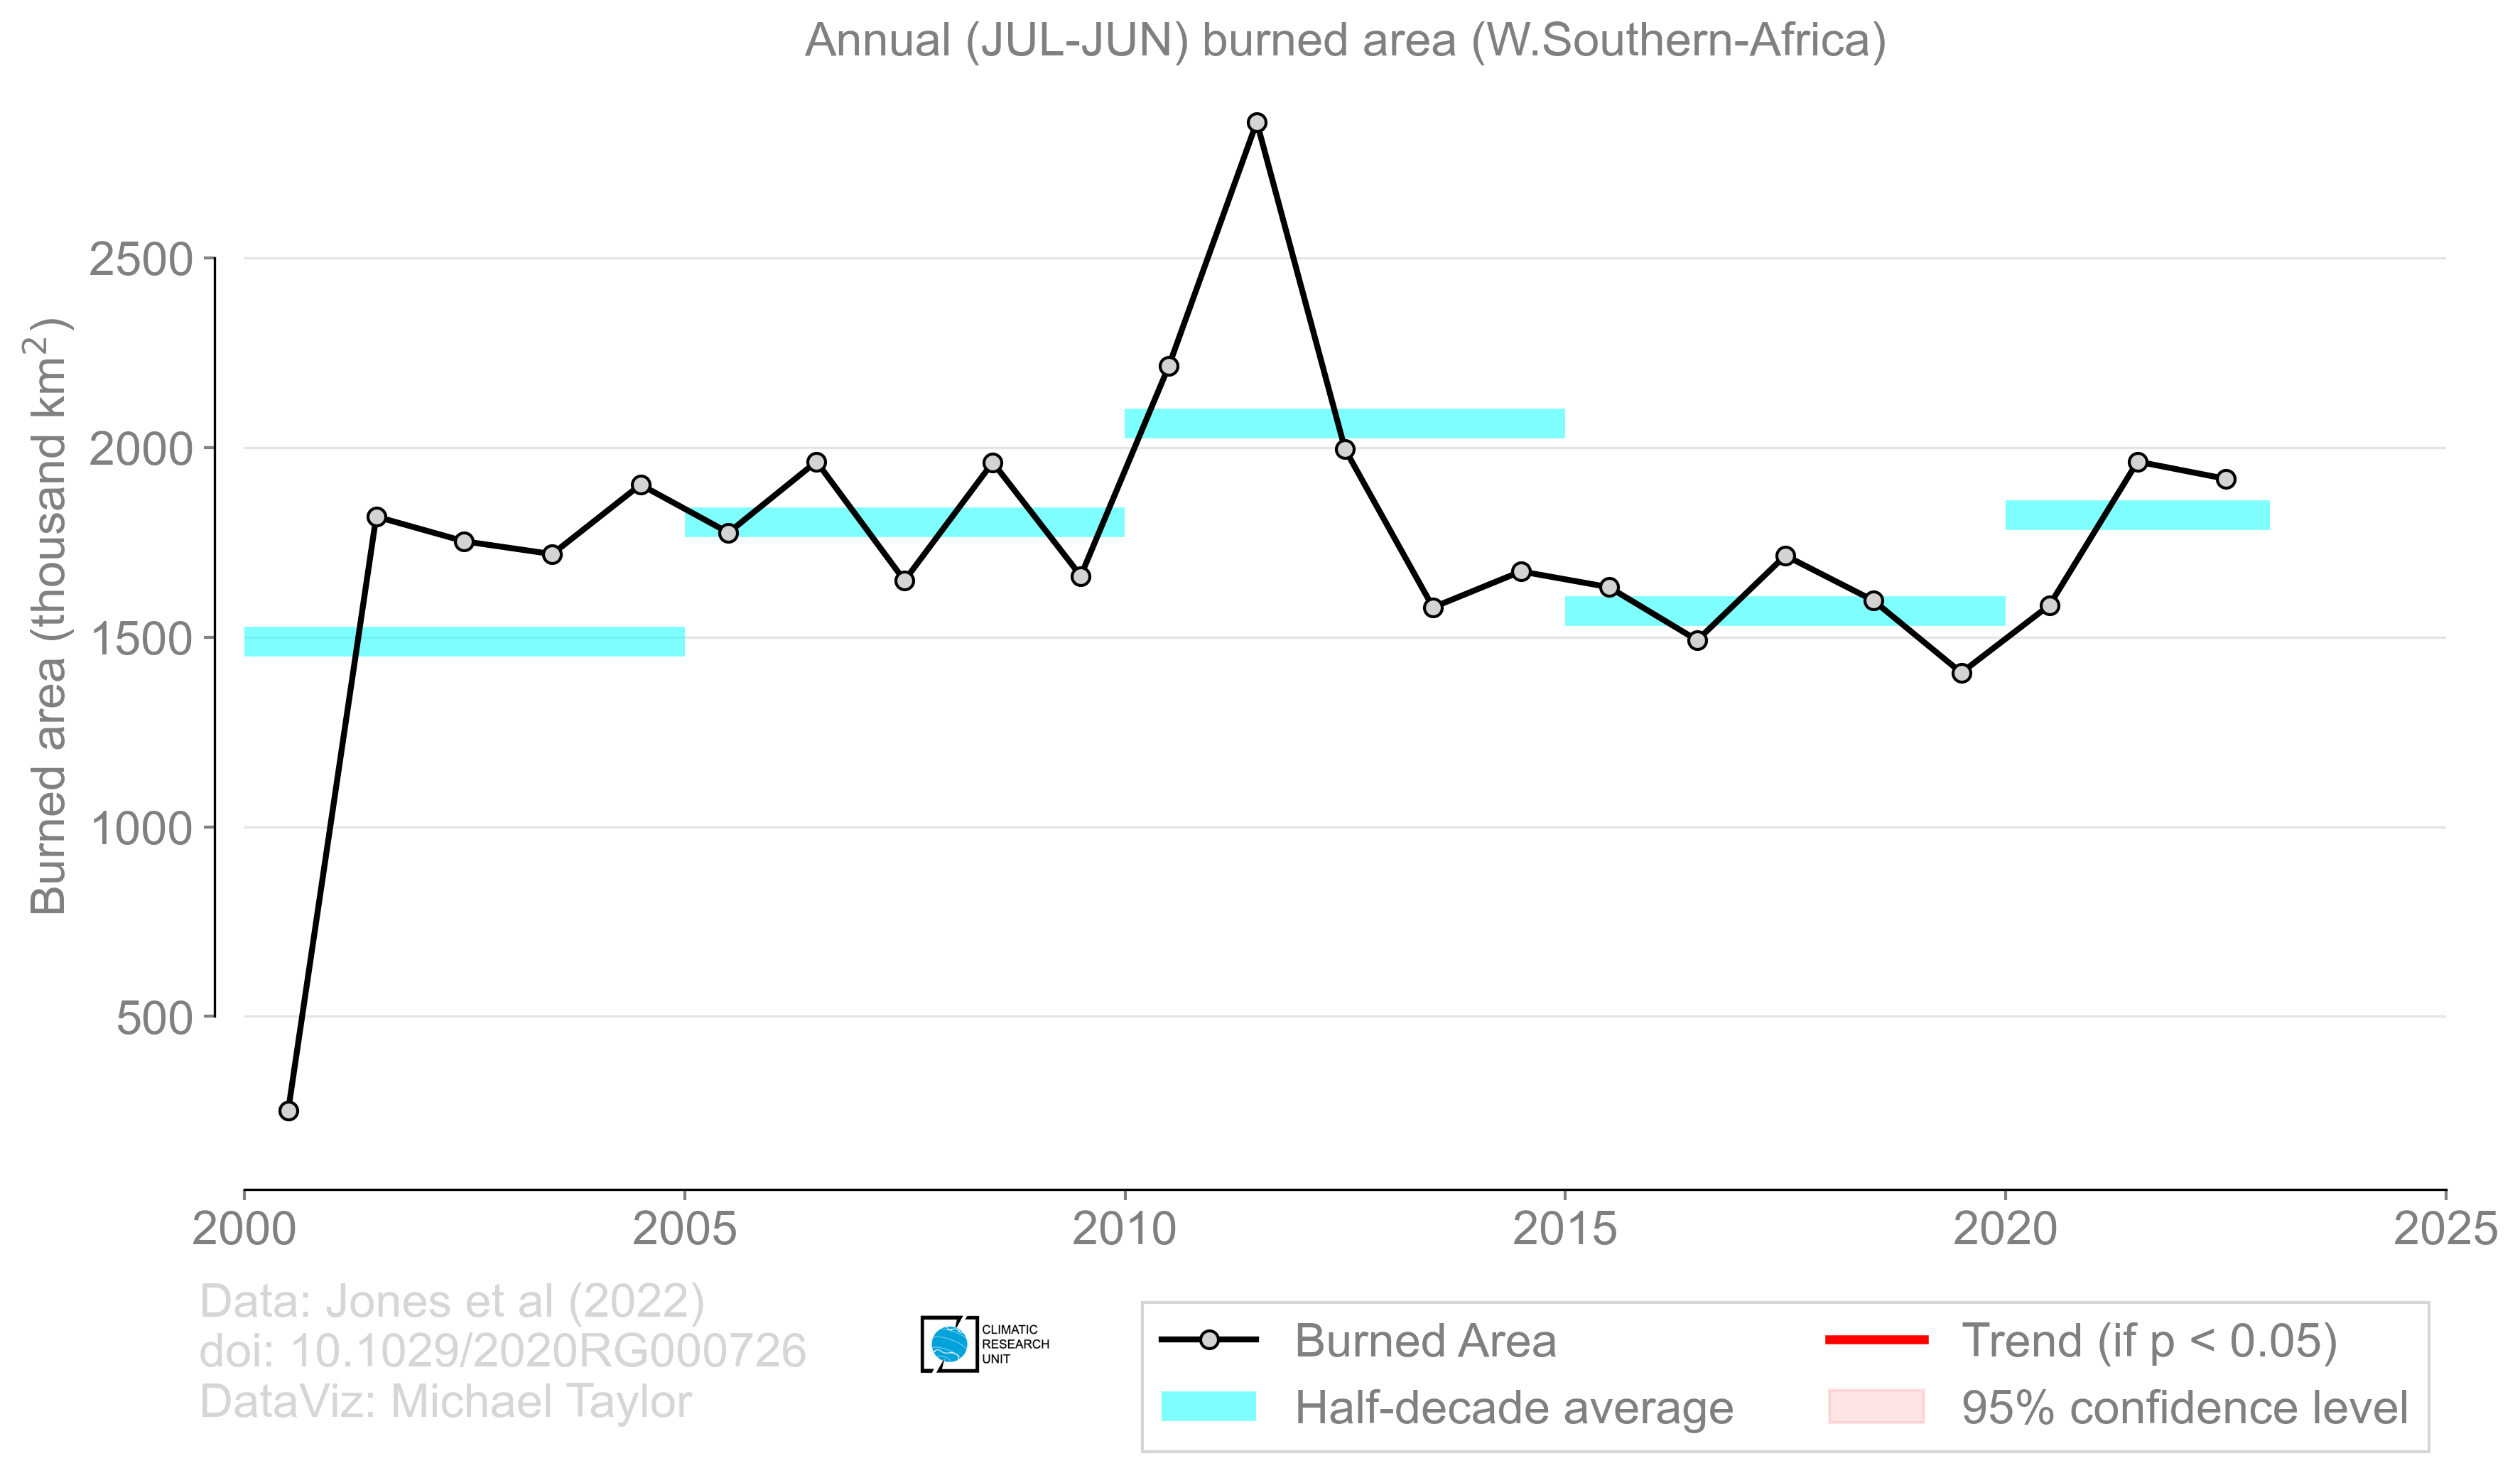 Annual (JUL-JUN) burned area (W.Southern-Africa)
Burned area (thousand km²)
2500
2000
1500
1000
500
2000 2005 2010 2015 2020 2025
Data: Jones et al (2022)
doi: 10.1029/2020RG000726
DataViz: Michael Taylor
CLIMATIC
RESEARCH
UNIT
Burned Area
Half-decade average
Trend (if p < 0.05)
95% confidence level